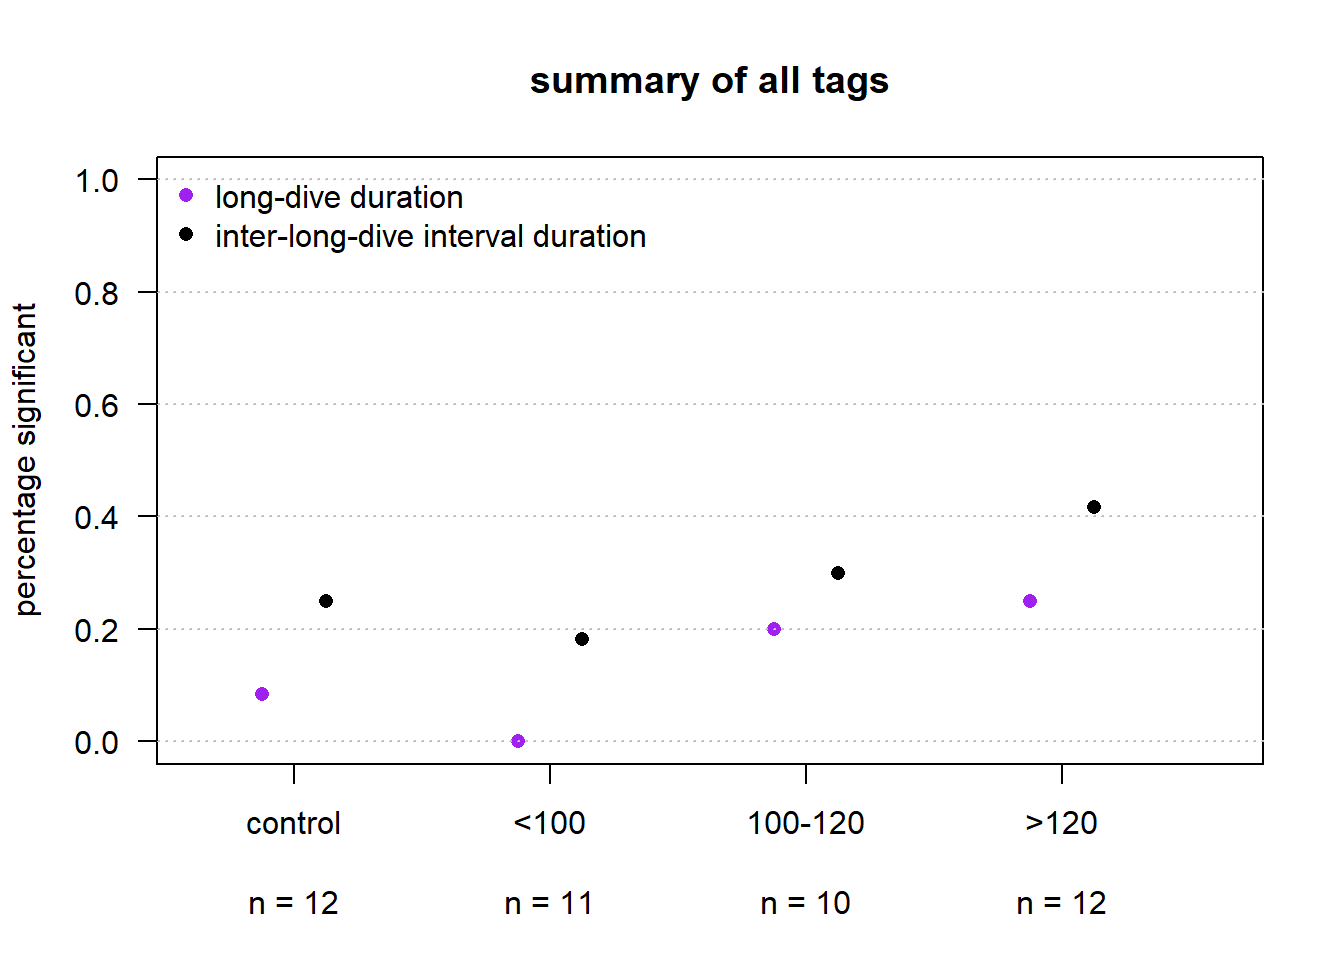 summary of all tags
long-dive duration
inter-long-dive interval duration
percentage significant
1.0
0.8
0.6
0.4
0.2
0.0
control <100 100-120 >120
n = 12 n = 11 n = 10 n = 12